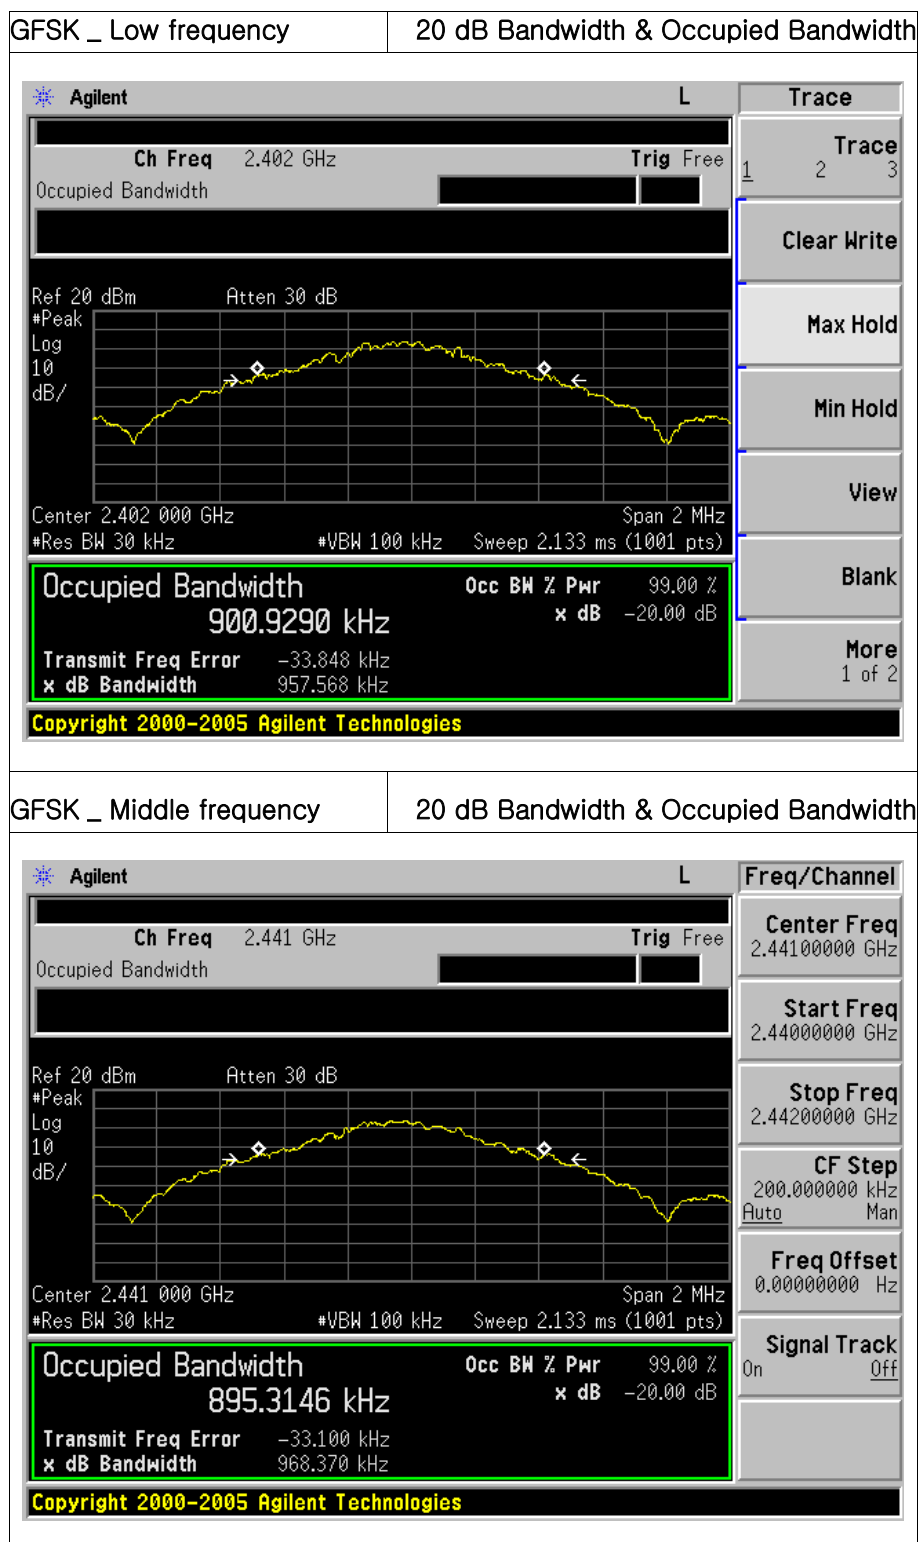 GFSK _ Low frequency 20 dB Bandwidth & Occupied Bandwidth
Agilent L Trace
Ch Freq 2.402 GHz Trig Free
Occupied Bandwidth
Trace
1 2 3
Clear Write
Max Hold
Min Hold
View
Blank
More
1 of 2
Ref 20 dBm Atten 30 dB
#Peak
Log
10
dB/
Center 2.402 000 GHz Span 2 MHz
#Res BW 30 kHz #VBW 100 kHz Sweep 2.133 ms (1001 pts)
Occupied Bandwidth Occ BW % Pwr 99.00 %
900.9290 kHz x dB -20.00 dB
Transmit Freq Error -33.848 kHz
x dB Bandwidth 957.568 kHz
Copyright 2000-2005 Agilent Technologies
GFSK _ Middle frequency 20 dB Bandwidth & Occupied Bandwidth
Agilent L Freq/Channel
Ch Freq 2.441 GHz Trig Free
Occupied Bandwidth
Center Freq
2.44100000 GHz
Start Freq
2.44000000 GHz
Stop Freq
2.44200000 GHz
CF Step
200.000000 kHz
Auto Man
Freq Offset
0.00000000 Hz
Signal Track
On Off
Ref 20 dBm Atten 30 dB
#Peak
Log
10
dB/
Center 2.441 000 GHz Span 2 MHz
#Res BW 30 kHz #VBW 100 kHz Sweep 2.133 ms (1001 pts)
Occupied Bandwidth Occ BW % Pwr 99.00 %
895.3146 kHz x dB -20.00 dB
Transmit Freq Error -33.100 kHz
x dB Bandwidth 968.370 kHz
Copyright 2000-2005 Agilent Technologies